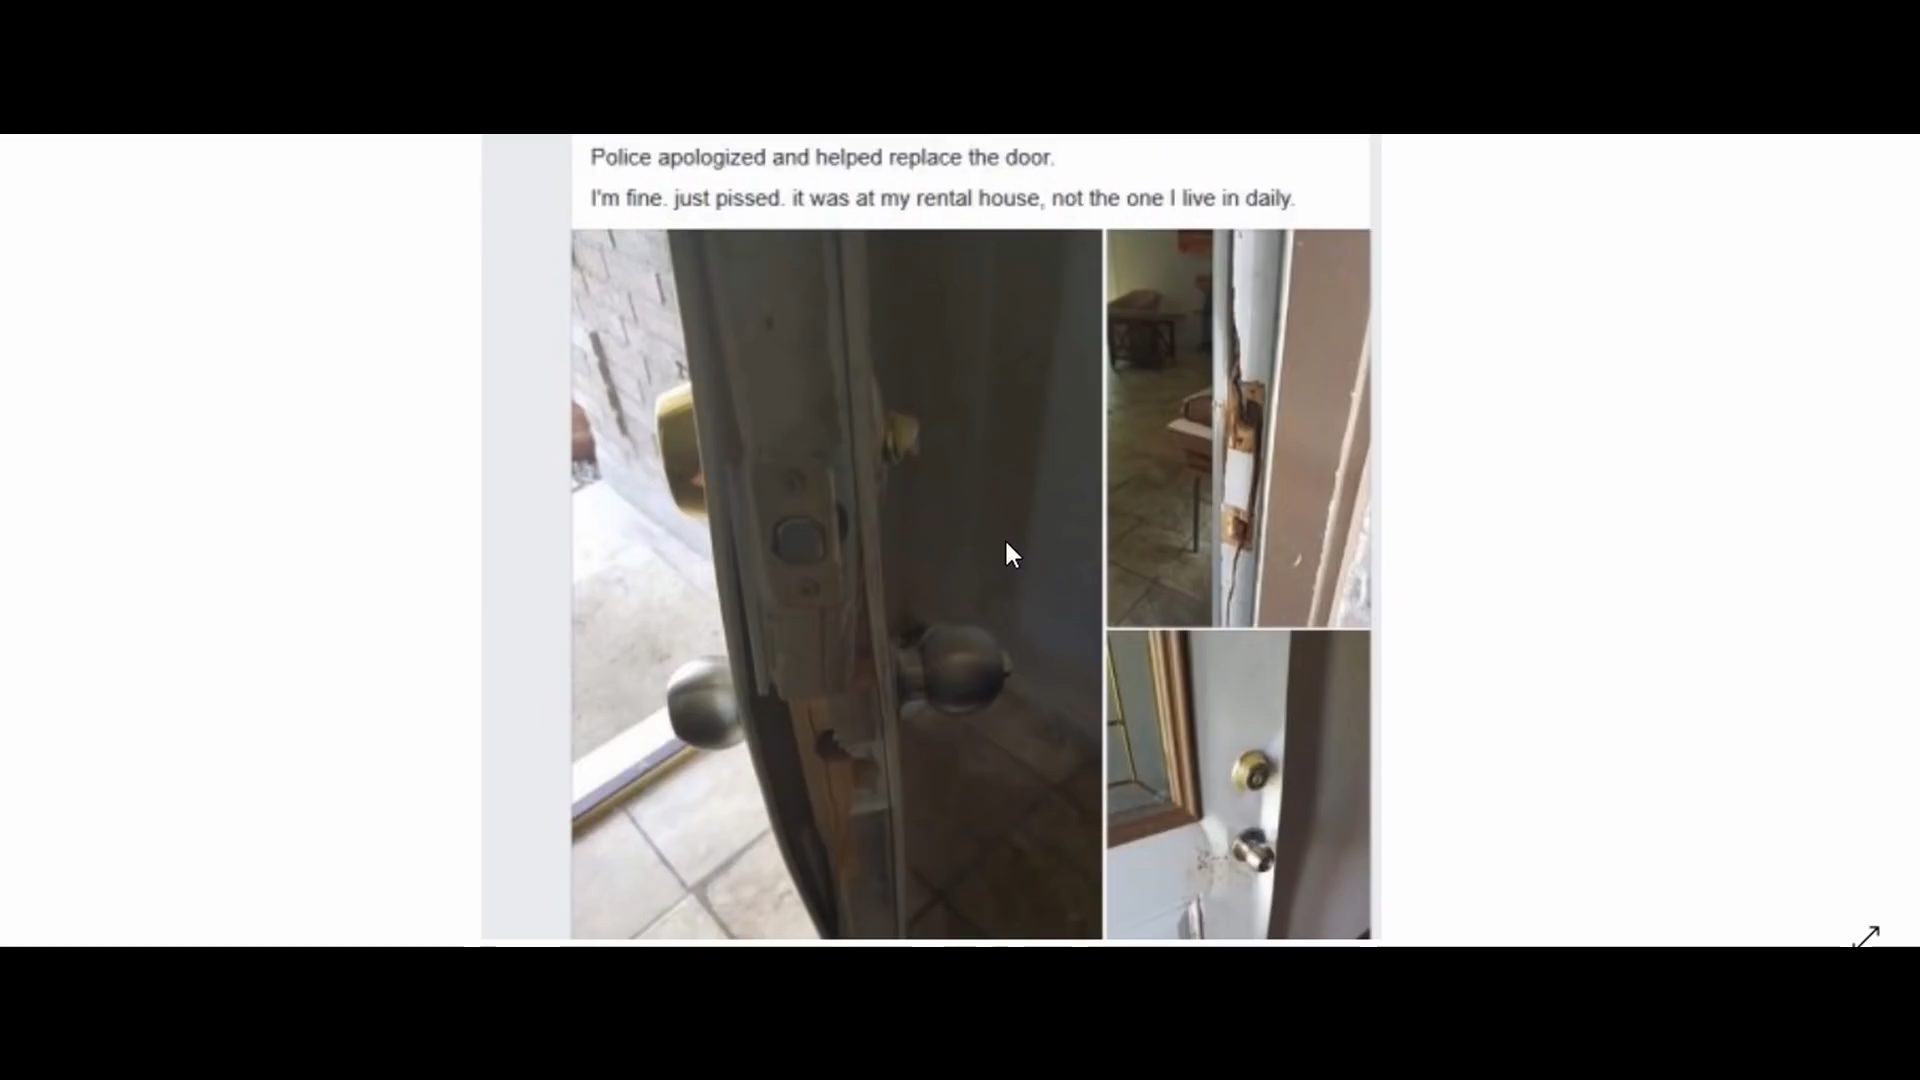 Police apologized and helped replace the door.
I'm fine. just pissed. it was at my rental house, not the one I live in daily.